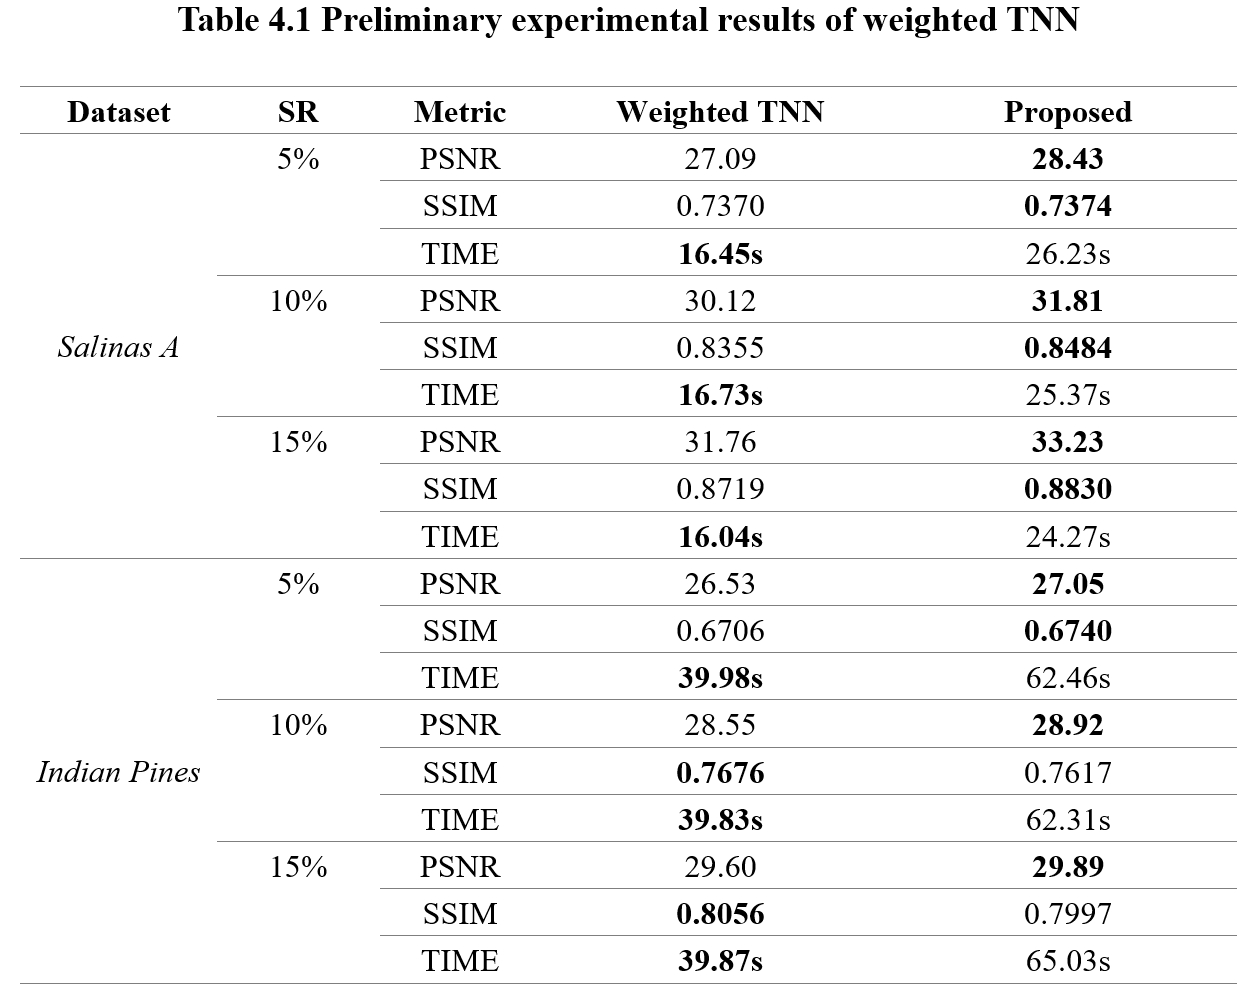 Table 4.1 Preliminary experimental results of weighted TNN
Dataset SR Metric Weighted TNN Proposed
5% PSNR 27.09 28.43
SSIM 0.7370 0.7374
TIME 16.45s 26.23s
10% PSNR 30.12 31.81
Salinas A SSIM 0.8355 0.8484
TIME 16.73s 25.37s
15% PSNR 31.76 33.23
SSIM 0.8719 0.8830
TIME 16.04s 24.27s
5% PSNR 26.53 27.05
SSIM 0.6706 0.6740
TIME 39.98s 62.46s
10% PSNR 28.55 28.92
Indian Pines SSIM 0.7676 0.7617
TIME 39.83s 62.31s
15% PSNR 29.60 29.89
SSIM 0.8056 0.7997
TIME 39.87s 65.03s